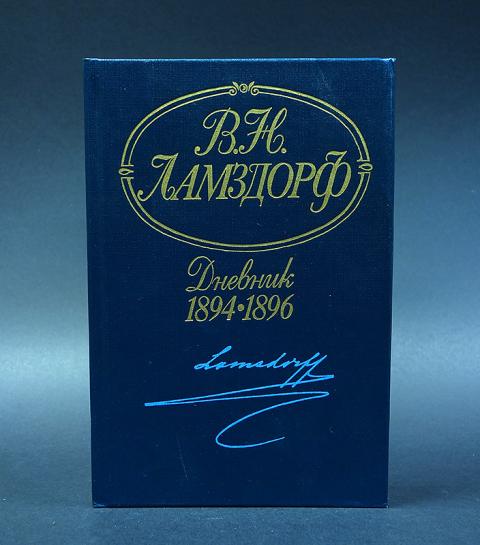 В.Н.
ЛАМЗДОРФ
Дневник
1894·1896
Lamsdorff